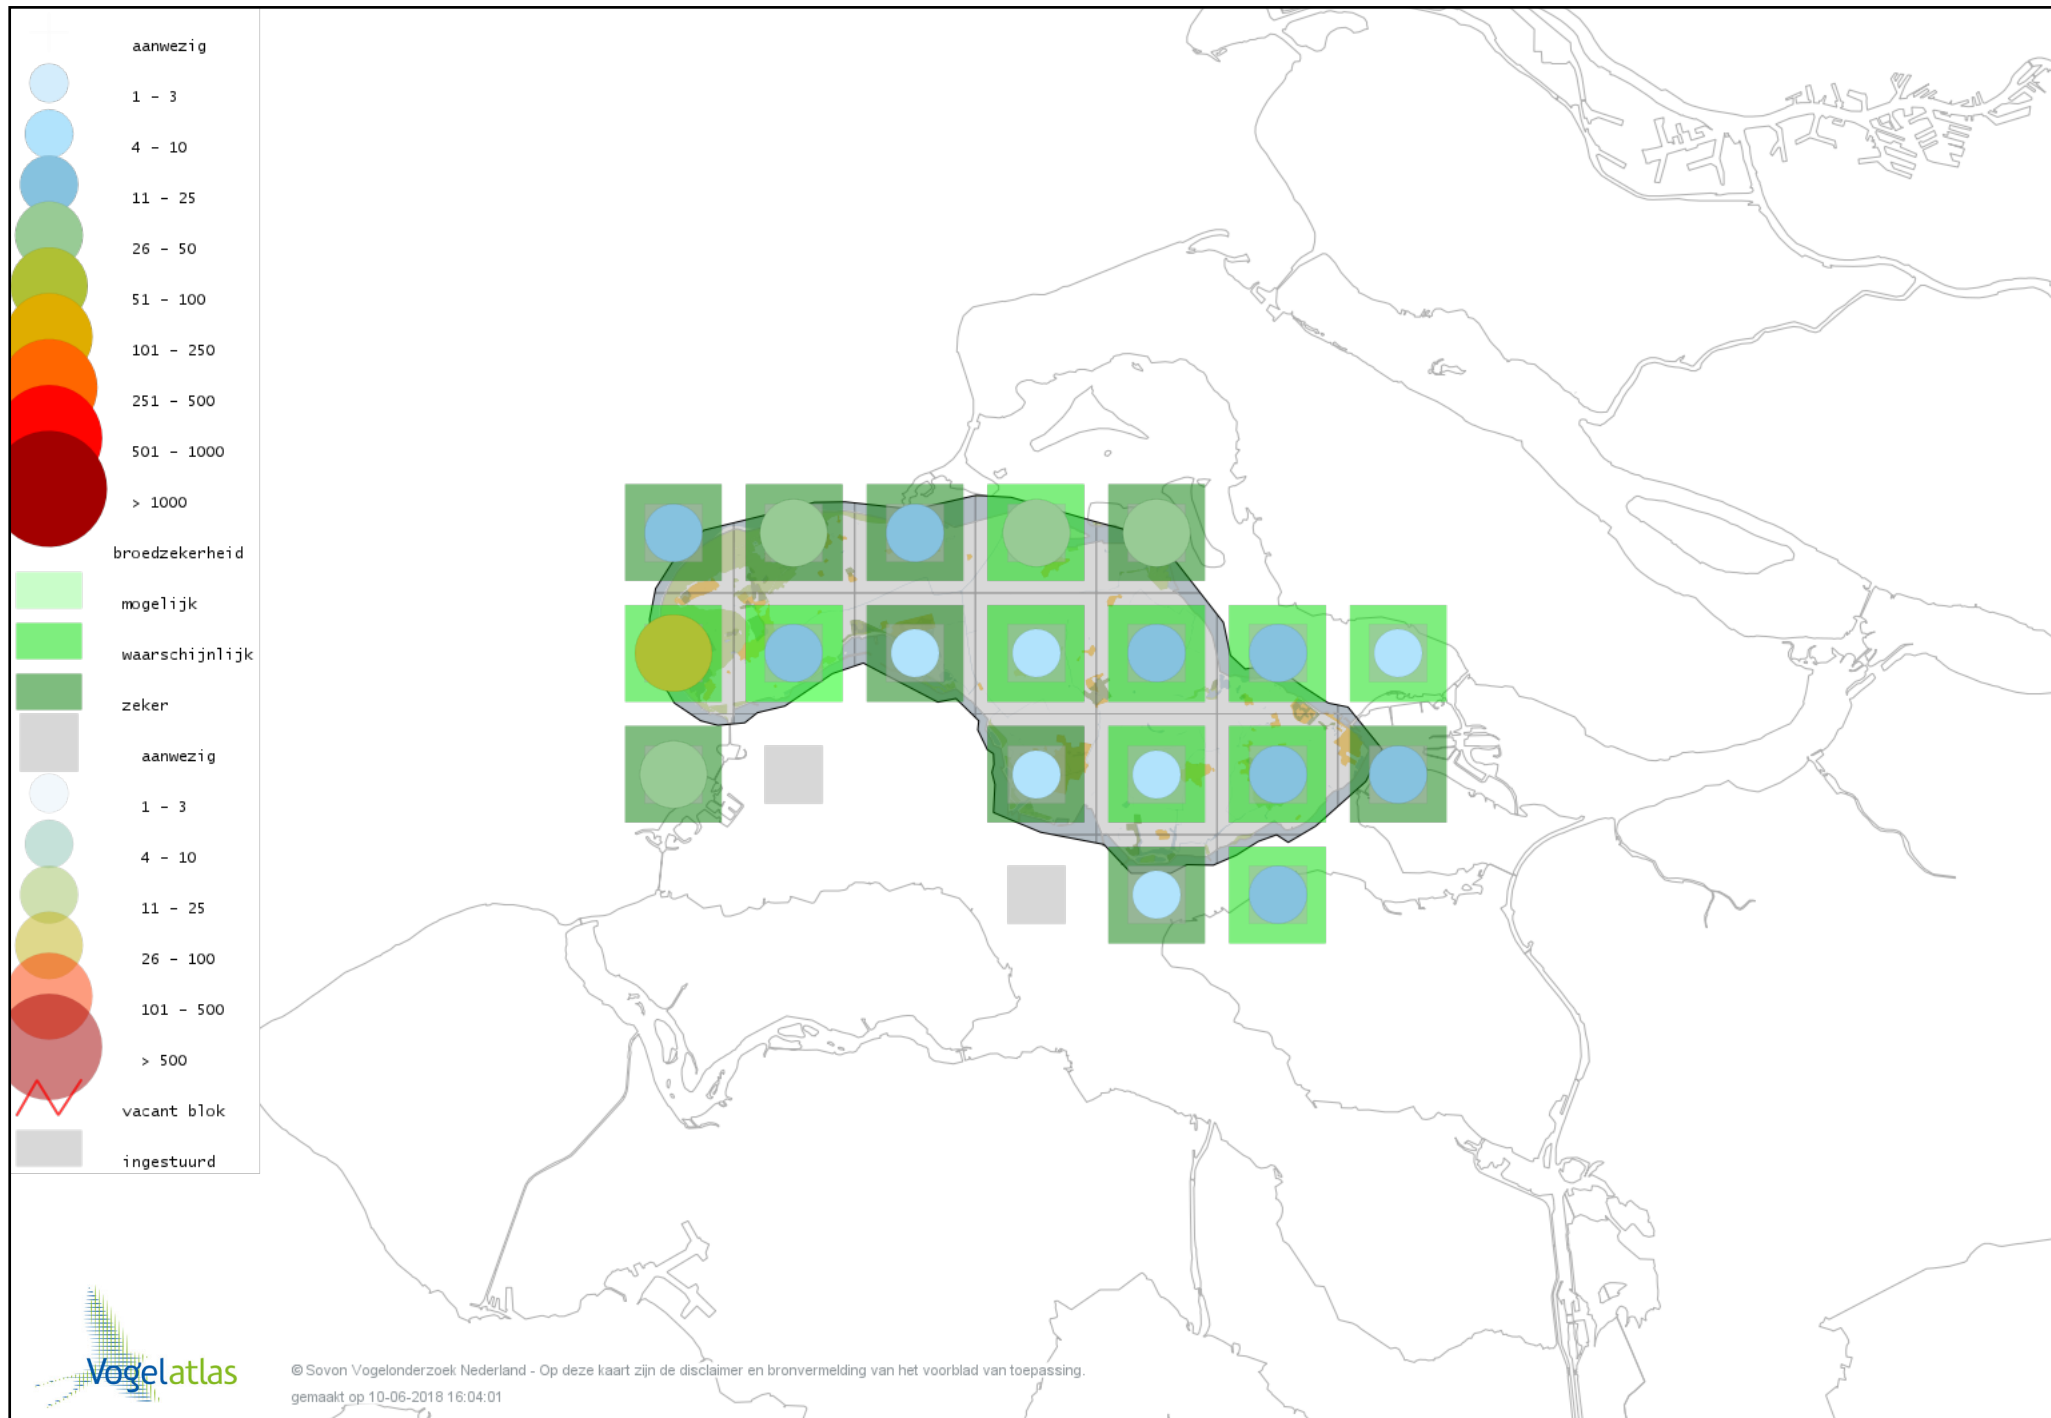 aanwezig
1 - 3
4 - 10
11 - 25
26 - 50
51 - 100
101 - 250
251 - 500
501 - 1000
> 1000
broedzekerheid
mogelijk
waarschijnlijk
zeker
aanwezig
1 - 3
4 - 10
11 - 25
26 - 100
101 - 500
> 500
vacant blok
ingestuurd
Vogelatlas
© Sovon Vogelonderzoek Nederland - Op deze kaart zijn de disclaimer en bronvermelding van het voorblad van toepassing.
gemaakt op 10-06-2018 16:04:01